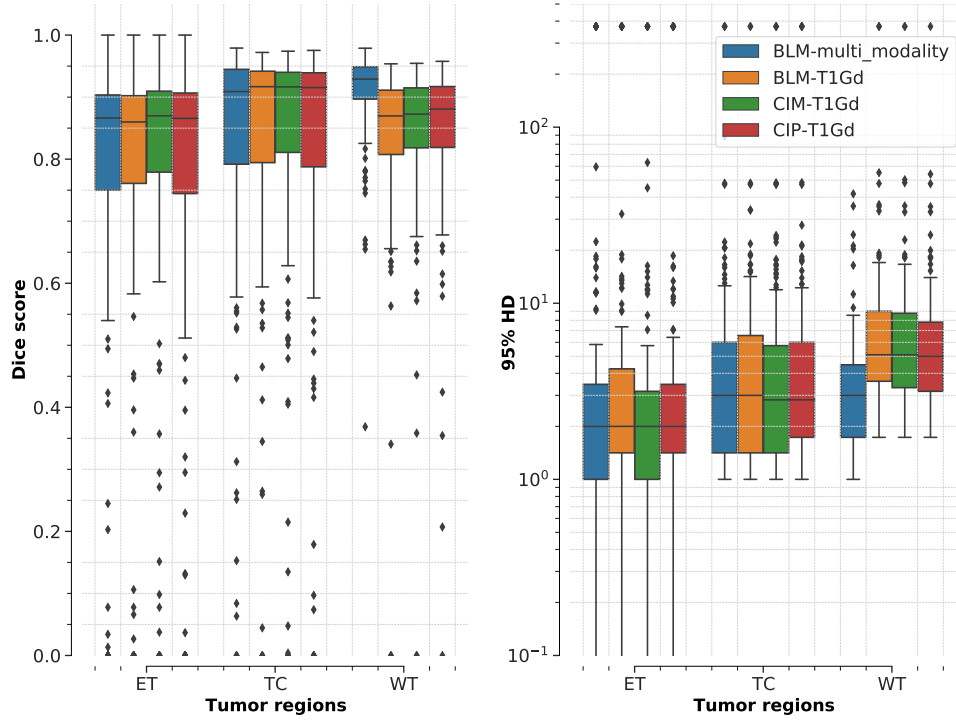 Dice score
1.0
0.8
0.6
0.4
0.2
0.0
ET
TC
WT
Tumor regions
95% HD
10²
10¹
10⁰
10⁻¹
BLM-multi_modality
BLM-T1Gd
CIM-T1Gd
CIP-T1Gd
ET
TC
WT
Tumor regions